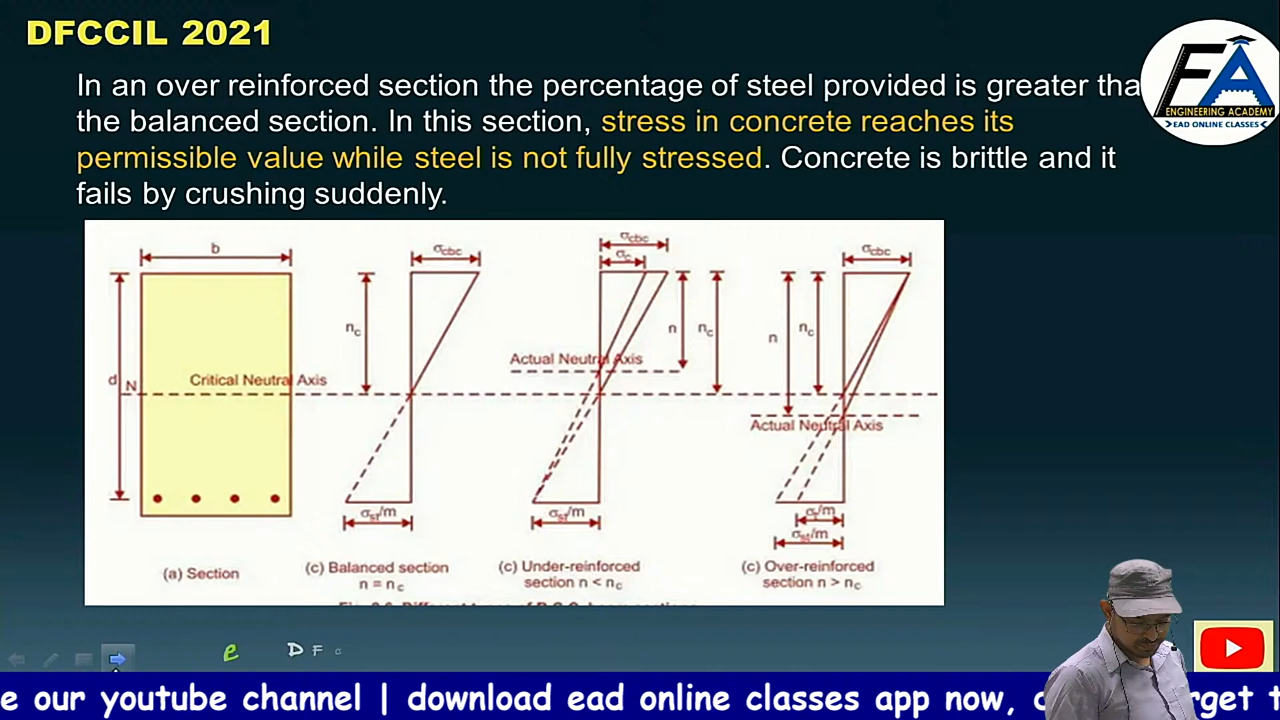 DFCCIL 2021
In an over reinforced section the percentage of steel provided is greater tha
the balanced section. In this section, stress in concrete reaches its
permissible value while steel is not fully stressed. Concrete is brittle and it
fails by crushing suddenly.
EA
ENGINEERING ACADEMY
EAD ONLINE CLASSES
b
σcbc
σcbc
σc
σcbc
nc
n
nc
n
nc
Actual Neutral Axis
d
N
Critical Neutral Axis
Actual Neutral Axis
σst/m
σst/m
σs/m
σst/m
(a) Section
(c) Balanced section
n = nc
(c) Under-reinforced
section n < nc
(c) Over-reinforced
section n > nc
e D F
e our youtube channel | download ead online classes app now,
rget t